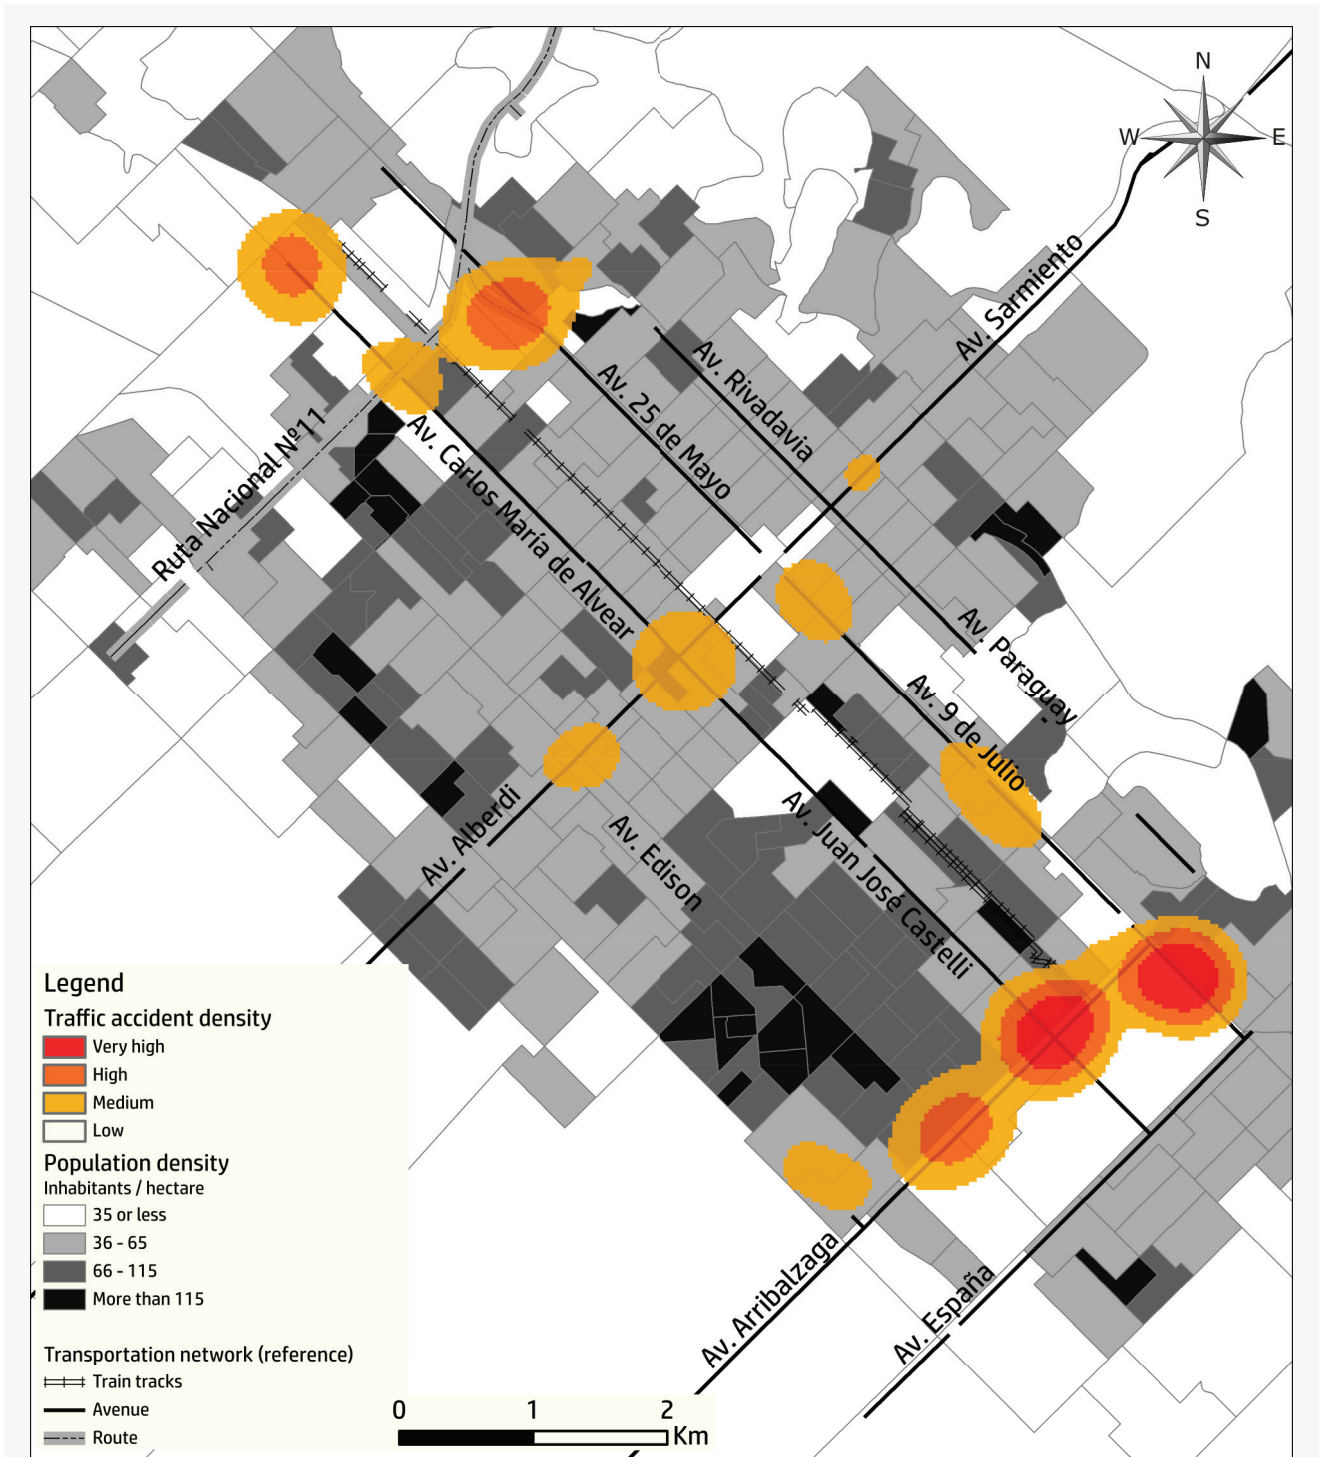 N
W
E
S
Av. Sarmiento
Av. Rivadavia
Av. 25 de Mayo
Ruta Nacional Nº11
Av. Carlos María de Alvear
Av. Paraguay
Av. 9 de Julio
Av. Alberdi
Av. Edison
Av. Juan José Castelli
Av. Arribalzaga
Av. España
Legend
Traffic accident density
Very high
High
Medium
Low
Population density
Inhabitants / hectare
35 or less
36 - 65
66 - 115
More than 115
Transportation network (reference)
Train tracks
Avenue
Route
0 1 2
Km